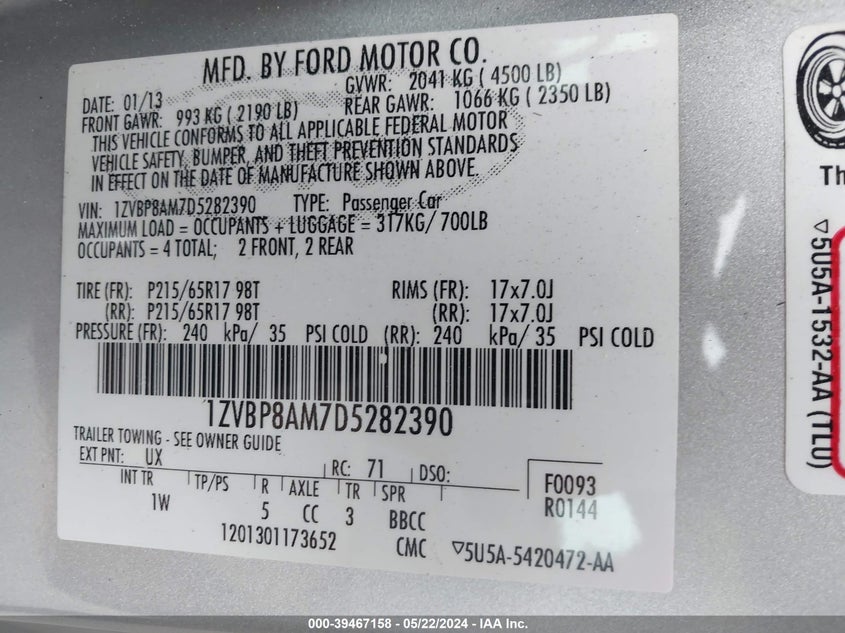 MFD. BY FORD MOTOR CO.
DATE: 01/13 GVWR: 2041 KG ( 4500 LB)
FRONT GAWR: 993 KG ( 2190 LB) REAR GAWR: 1066 KG ( 2350 LB)
THIS VEHICLE CONFORMS TO ALL APPLICABLE FEDERAL MOTOR
VEHICLE SAFETY, BUMPER, AND THEFT PREVENTION STANDARDS
IN EFFECT ON THE DATE OF MANUFACTURE SHOWN ABOVE.
VIN: 1ZVBP8AM7D5282390 TYPE: Passenger Car
MAXIMUM LOAD = OCCUPANTS + LUGGAGE = 317KG/ 700LB
OCCUPANTS = 4 TOTAL; 2 FRONT, 2 REAR
TIRE (FR): P215/65R17 98T RIMS (FR): 17x7.0J
(RR): P215/65R17 98T (RR): 17x7.0J
PRESSURE (FR): 240 kPa/ 35 PSI COLD (RR): 240 kPa/ 35 PSI COLD
1ZVBP8AM7D5282390
TRAILER TOWING - SEE OWNER GUIDE
EXT PNT: UX RC: 71 DSO:
INT TR TP/PS R AXLE TR SPR F0093
1W 5 CC 3 BBCC R0144
1201301173652 CMC ▽5U5A-5420472-AA
Th
▽5U5A-1532-AA (TLU)
000-39467158 - 05/22/2024 - IAA Inc.